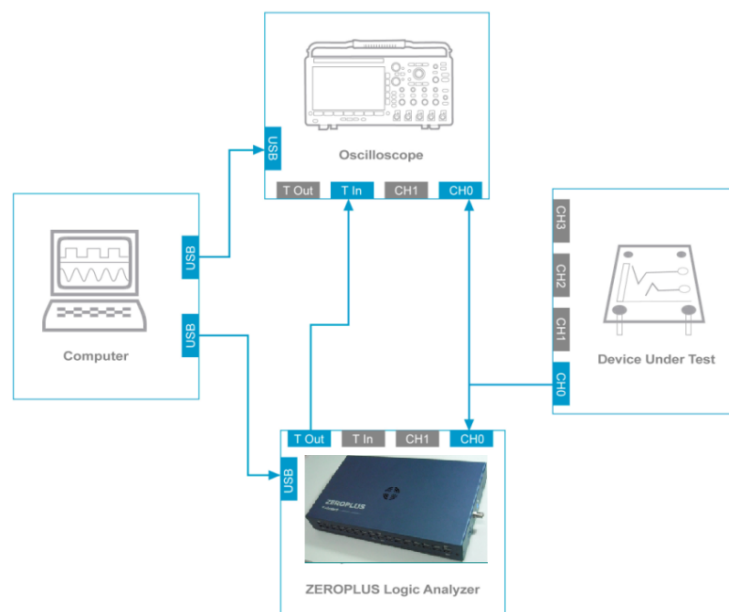 Oscilloscope
USB
T Out
T In
CH1
CH0
USB
USB
Computer
CH3
CH2
CH1
CH0
Device Under Test
T Out
T In
CH1
CH0
USB
ZEROPLUS
ZEROPLUS Logic Analyzer